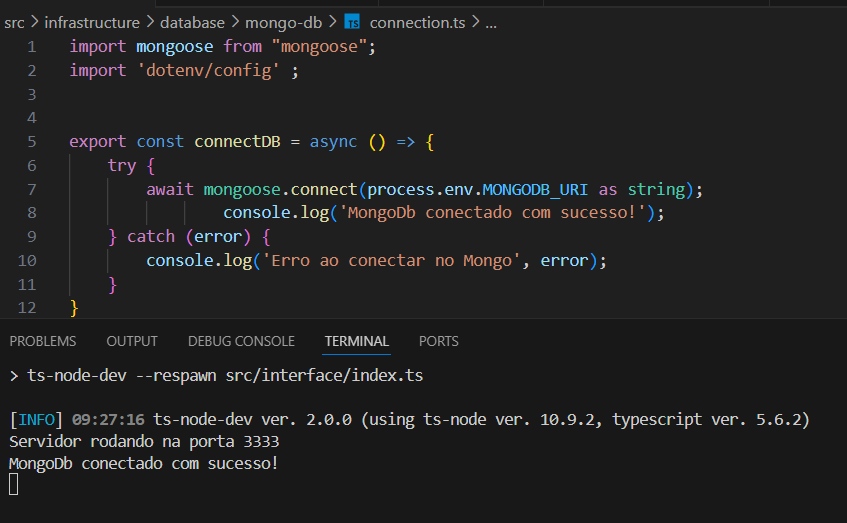 src > infrastructure > database > mongo-db > TS connection.ts > ...
1 import mongoose from "mongoose";
2 import 'dotenv/config' ;
3
4
5 export const connectDB = async () => {
6 try {
7 await mongoose.connect(process.env.MONGODB_URI as string);
8 console.log('MongoDb conectado com sucesso!');
9 } catch (error) {
10 console.log('Erro ao conectar no Mongo', error);
11 }
12 }
PROBLEMS OUTPUT DEBUG CONSOLE TERMINAL PORTS
> ts-node-dev --respawn src/interface/index.ts
[INFO] 09:27:16 ts-node-dev ver. 2.0.0 (using ts-node ver. 10.9.2, typescript ver. 5.6.2)
Servidor rodando na porta 3333
MongoDb conectado com sucesso!